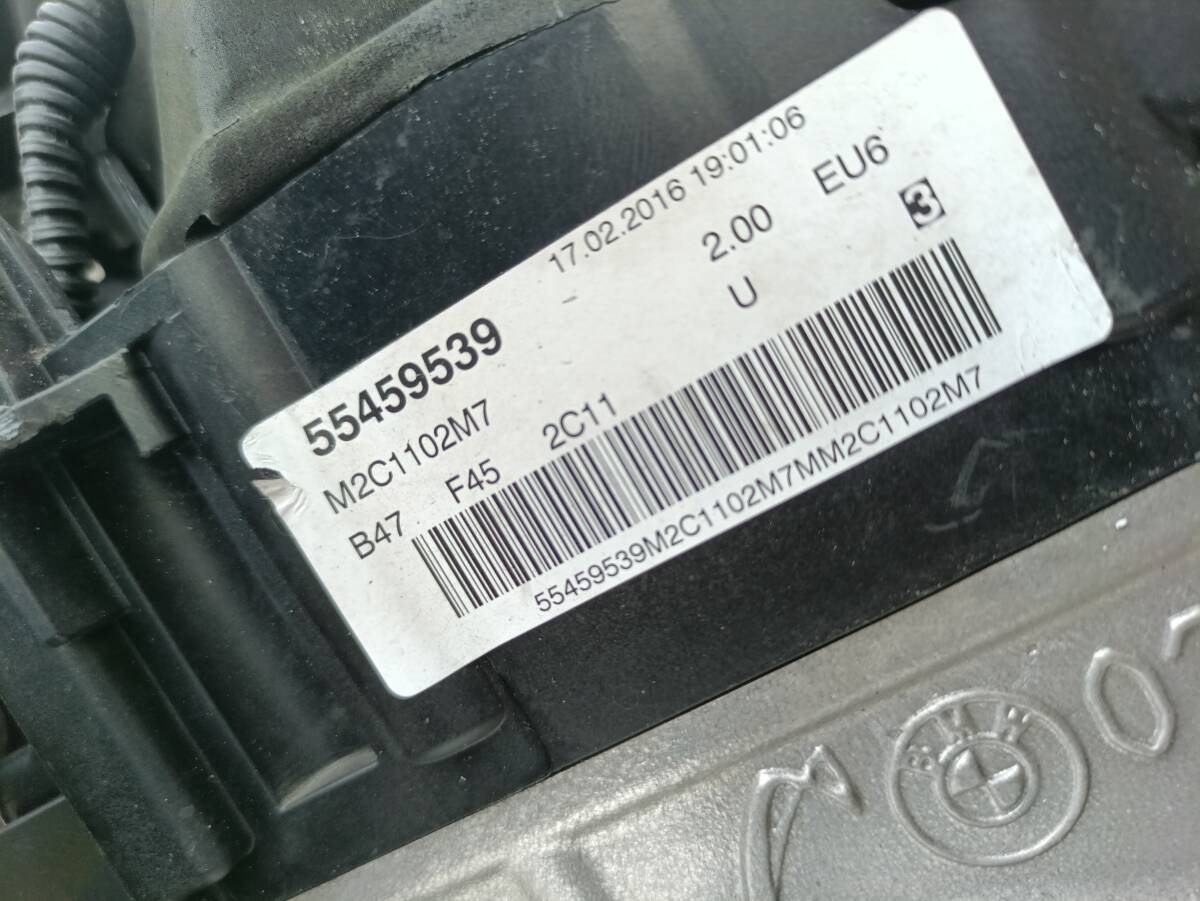 17.02.2016 19:01:06
55459539
2.00 EU6
M2C1102M7
U 3
B47 F45 2C11
55459539M2C1102M7MM2C1102M7
BMW